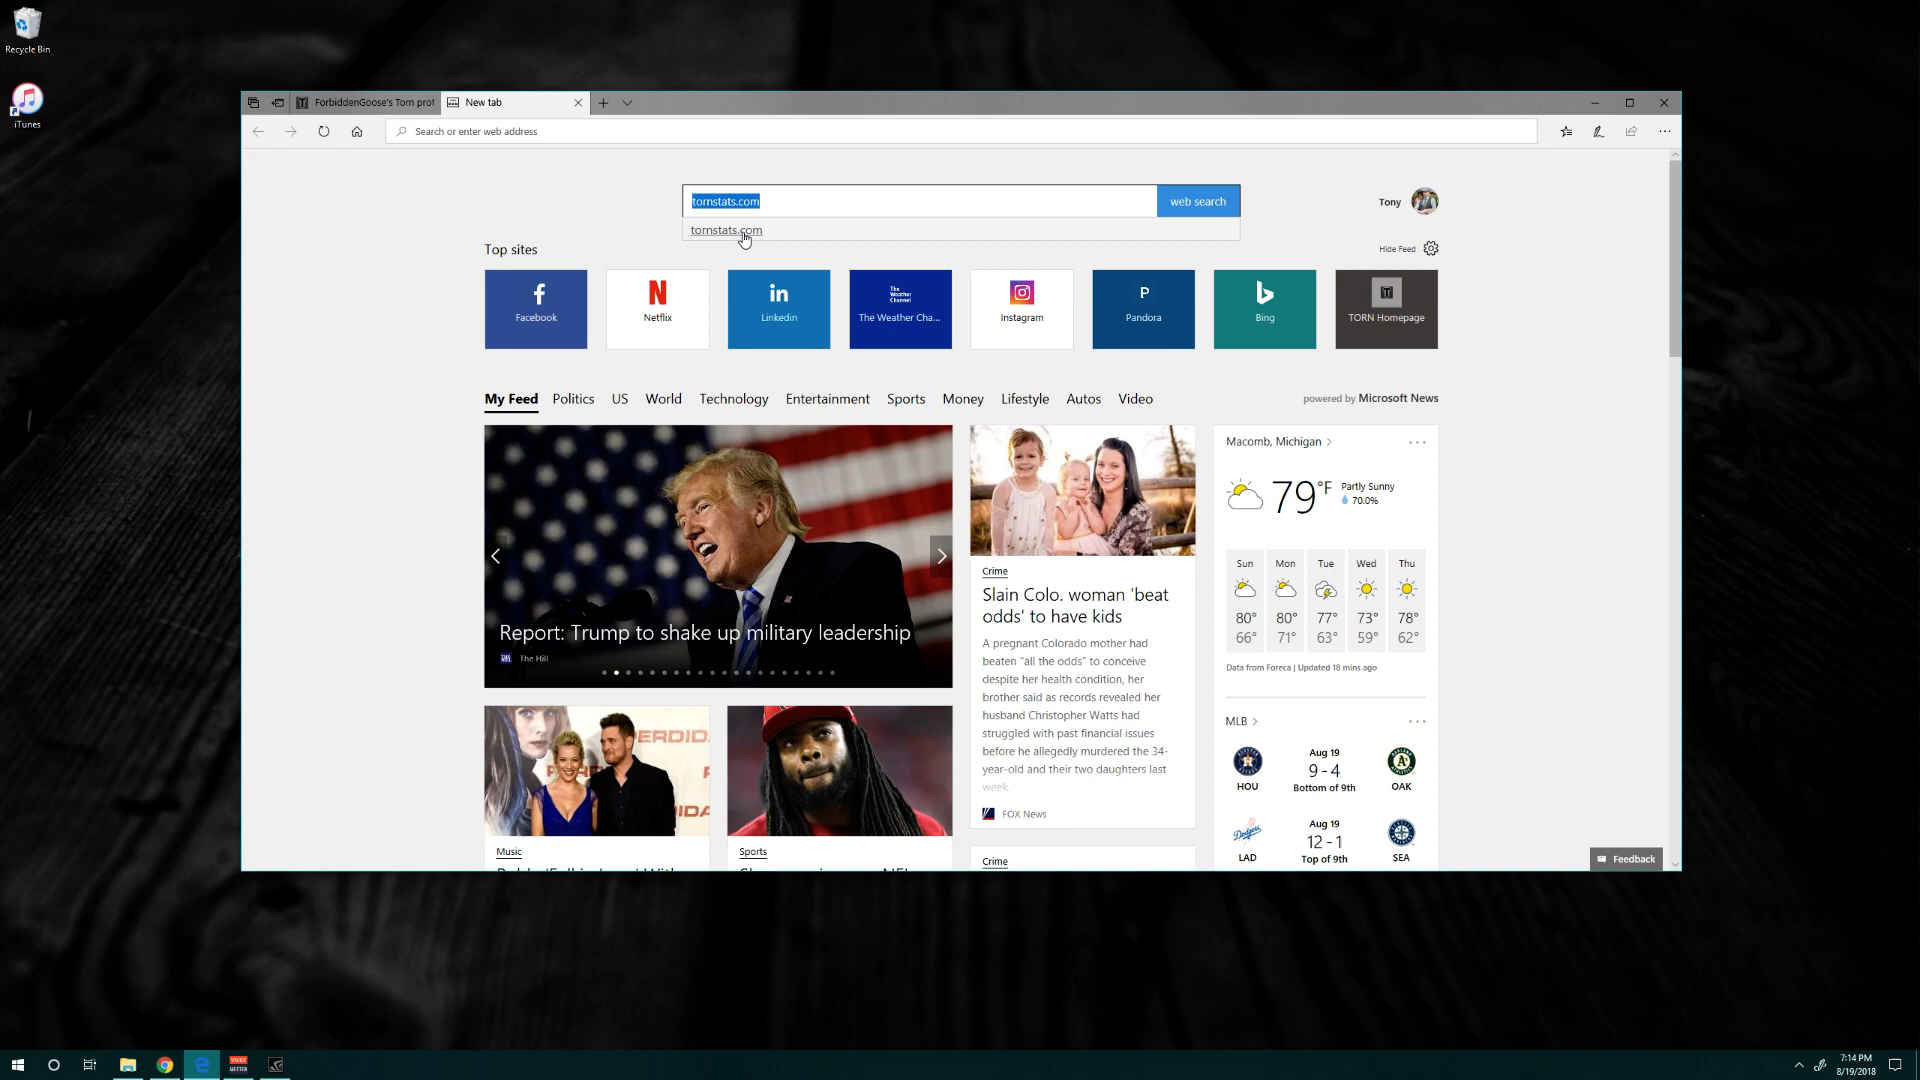 Recycle Bin
iTunes
ForbiddenGoose's Torn prof
New tab
Search or enter web address
tornstats.com
web search
Tony
tornstats.com
Top sites
Hide Feed
Facebook
Netflix
Linkedin
The Weather Channel
The Weather Cha...
Instagram
P
Pandora
Bing
TORN Homepage
My Feed Politics US World Technology Entertainment Sports Money Lifestyle Autos Video
powered by Microsoft News
Report: Trump to shake up military leadership
The Hill
Crime
Slain Colo. woman 'beat
odds' to have kids
A pregnant Colorado mother had
beaten "all the odds" to conceive
despite her health condition, her
brother said as records revealed her
husband Christopher Watts had
struggled with past financial issues
before he allegedly murdered the 34-
year-old and their two daughters last
week.
FOX News
Macomb, Michigan >
79°F
Partly Sunny
70.0%
Sun Mon Tue Wed Thu
80° 80° 77° 73° 78°
66° 71° 63° 59° 62°
Data from Foreca | Updated 18 mins ago
MLB >
Aug 19
9 - 4
HOU Bottom of 9th OAK
Aug 19
12 - 1
LAD Top of 9th SEA
Music
Sports
Crime
Feedback
7:14 PM
8/19/2018